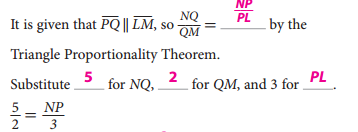 It is given that PQ || LM, so NQ/QM = NP/PL by the
Triangle Proportionality Theorem.
Substitute 5 for NQ, 2 for QM, and 3 for PL.
5/2 = NP/3